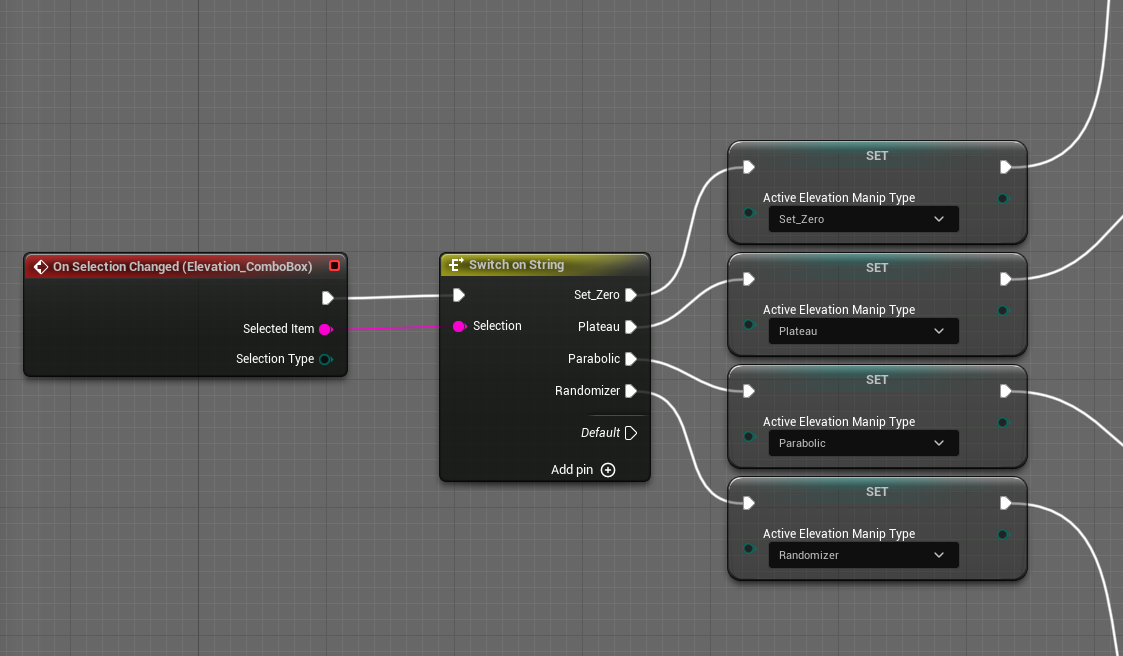 SET
Active Elevation Manip Type
Set_Zero
On Selection Changed (Elevation_ComboBox)
Selected Item
Selection Type
Switch on String
Selection
Set_Zero
Plateau
Parabolic
Randomizer
Default
Add pin
SET
Active Elevation Manip Type
Plateau
SET
Active Elevation Manip Type
Parabolic
SET
Active Elevation Manip Type
Randomizer